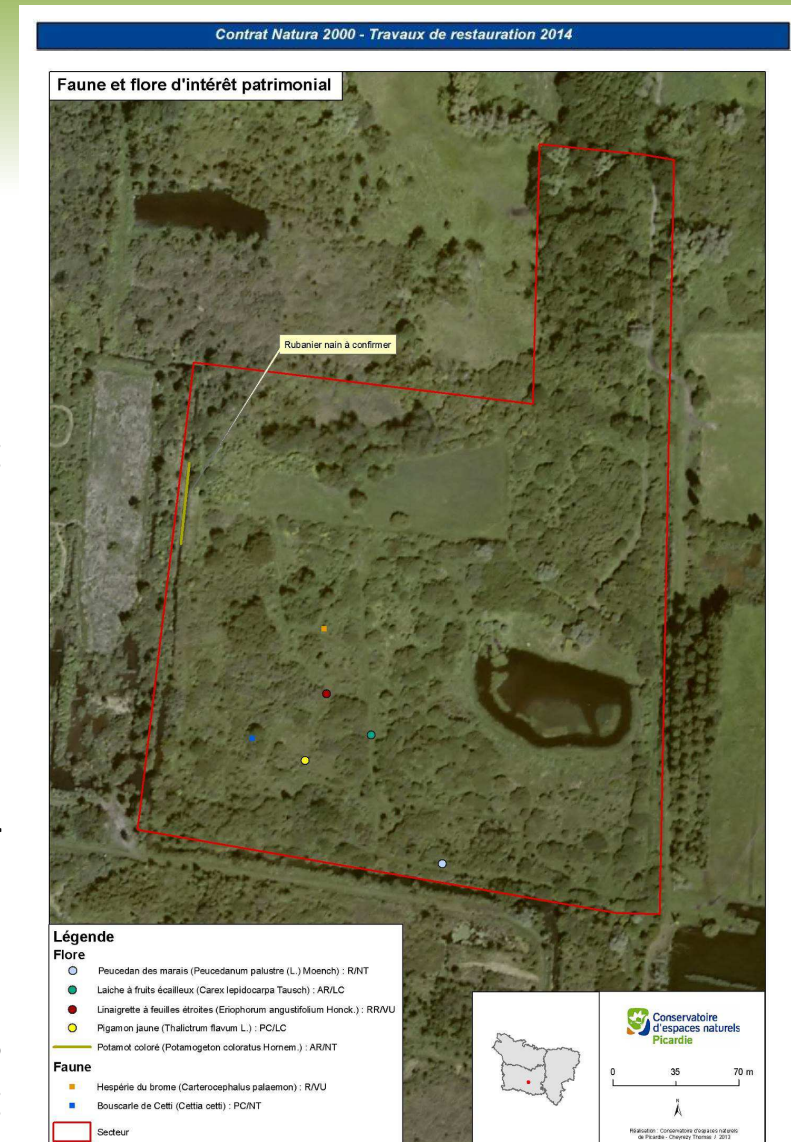 Contrat Natura 2000 - Travaux de restauration 2014
Faune et flore d'intérêt patrimonial
Rubanier nain à confirmer
Légende
Flore
Peucedan des marais (Peucedanum palustre (L.) Moench) : R/NT
Laiche à fruits écailleux (Carex lepidocarpa Tausch) : AR/LC
Linaigrette à feuilles étroites (Eriophorum angustifolium Honck.) : RR/VU
Pigamon jaune (Thalictrum flavum L.) : PC/LC
Potamot coloré (Potamogeton coloratus Hornem.) : AR/NT
Faune
Hespérie du brome (Carterocephalus palaemon) : R/VU
Bouscarle de Cetti (Cettia cetti) : PC/NT
Secteur
Conservatoire
d'espaces naturels
Picardie
0 35 70 m
N
Réalisation : Conservatoire d'espaces naturels
de Picardie - Cheyrezy Thomas / 2013